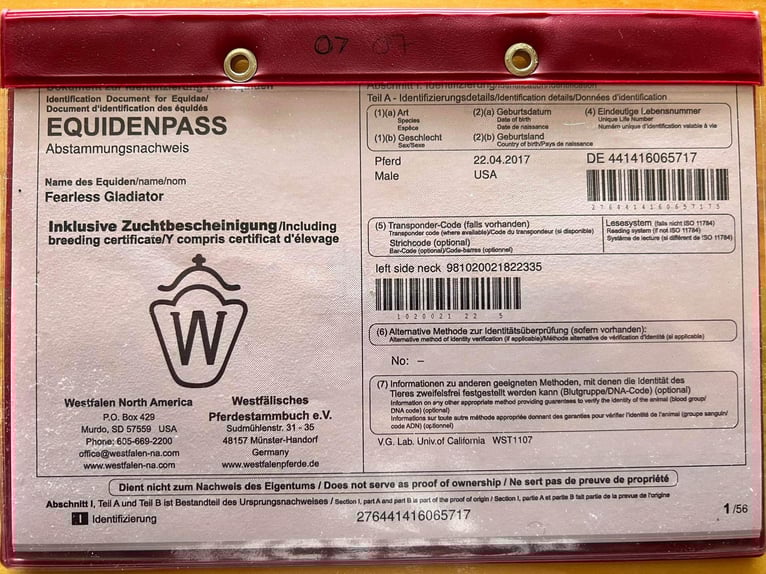 07 07
Identification Document for Equidae/
Document d'identification des équidés
EQUIDENPASS
Abstammungsnachweis
Name des Equiden/name/nom
Fearless Gladiator
Inklusive Zuchtbescheinigung/Including
breeding certificate/Y compris certificat d'élevage
W
Westfalen North America
P.O. Box 429
Murdo, SD 57559 USA
Phone: 605-669-2200
office@westfalen-na.com
www.westfalen-na.com
Westfälisches
Pferdestammbuch e.V.
Sudmühlenstr. 31 - 35
48157 Münster-Handorf
Germany
www.westfalenpferde.de
Teil A - Identifizierungsdetails/Identification details/Données d'identification
(1)(a) Art
Species
Espèce
(1)(b) Geschlecht
Sax/Sexe
(2)(a) Geburtsdatum
Date of birth
Date de naissance
(2)(b) Geburtsland
Country of birth/Pays de naissance
(4) Eindeutige Lebensnummer
Unique Life Number
Numéro unique d'identification valable à vie
Pferd 22.04.2017 DE 441416065717
Male USA
(5) Transponder-Code (falls vorhanden)
Transponder code (where available)/Code du transpondeur (si disponible)
Strichcode (optional)
Bar-Code (optional)/Code-barres (optionnel)
Lesesystem (falls nicht ISO 11784)
Reading system (if not ISO 11784)
Système de lecture (si différent de ISO 11784)
left side neck 981020021822335
(6) Alternative Methode zur Identitätsüberprüfung (sofern vorhanden):
Alternative method of identity verification (if applicable)/Méthode alternative de vérification d'identité (si applicable)
No: –
(7) Informationen zu anderen geeigneten Methoden, mit denen die Identität des
Tieres zweifelsfrei festgestellt werden kann (Blutgruppe/DNA-Code) (optional)
Information on any other appropriate method providing guarantees to verify the identity of the animal (blood group/
DNA code) (optional)
Informations sur toute autre méthode appropriée donnant des garanties pour vérifier l'identité de l'animal (groupe sanguin/
code ADN) (optionnel)
V.G. Lab. Univ.of California WST1107
Dient nicht zum Nachweis des Eigentums / Does not serve as proof of ownership / Ne sert pas de preuve de propriété
Abschnitt I, Teil A und Teil B ist Bestandteil des Ursprungsnachweises / Section I, part A and part B is part of the proof of origin / Section I, partie A et partie B fait partie de la preuve de l'origine
I Identifizierung
276441416065717
1/56